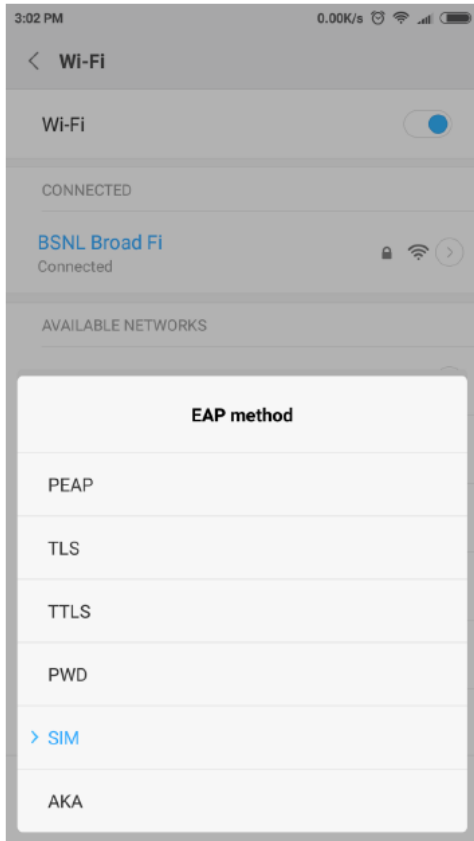 3:02 PM 0.00K/s
Wi-Fi
Wi-Fi
CONNECTED
BSNL Broad Fi
Connected
AVAILABLE NETWORKS
EAP method
PEAP
TLS
TTLS
PWD
SIM
AKA